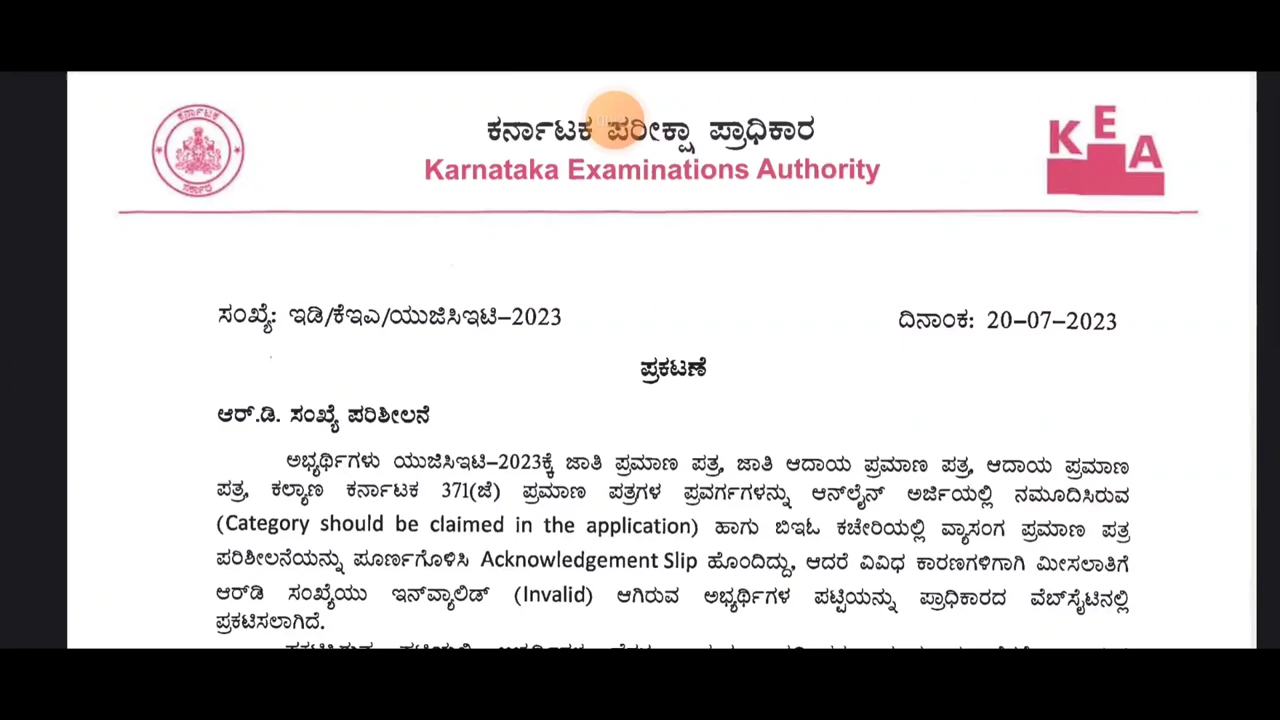 ಕರ್ನಾಟಕ
ಸರ್ಕಾರ
ಕರ್ನಾಟಕ ಪರೀಕ್ಷಾ ಪ್ರಾಧಿಕಾರ
Karnataka Examinations Authority
KEA
ಸಂಖ್ಯೆ: ಇಡಿ/ಕೆಇಎ/ಯುಜಿಸಿಇಟಿ–2023 ದಿನಾಂಕ: 20–07–2023
ಪ್ರಕಟಣೆ
ಆರ್.ಡಿ. ಸಂಖ್ಯೆ ಪರಿಶೀಲನೆ
ಅಭ್ಯರ್ಥಿಗಳು ಯುಜಿಸಿಇಟಿ–2023ಕ್ಕೆ ಜಾತಿ ಪ್ರಮಾಣ ಪತ್ರ, ಜಾತಿ ಆದಾಯ ಪ್ರಮಾಣ ಪತ್ರ, ಆದಾಯ ಪ್ರಮಾಣ
ಪತ್ರ, ಕಲ್ಯಾಣ ಕರ್ನಾಟಕ 371(ಜೆ) ಪ್ರಮಾಣ ಪತ್ರಗಳ ಪ್ರವರ್ಗಗಳನ್ನು ಆನ್‌ಲೈನ್ ಅರ್ಜಿಯಲ್ಲಿ ನಮೂದಿಸಿರುವ
(Category should be claimed in the application) ಹಾಗು ಬಿಇಓ ಕಚೇರಿಯಲ್ಲಿ ವ್ಯಾಸಂಗ ಪ್ರಮಾಣ ಪತ್ರ
ಪರಿಶೀಲನೆಯನ್ನು ಪೂರ್ಣಗೊಳಿಸಿ Acknowledgement Slip ಹೊಂದಿದ್ದು, ಆದರೆ ವಿವಿಧ ಕಾರಣಗಳಿಗಾಗಿ ಮೀಸಲಾತಿಗೆ
ಆರ್‌ಡಿ ಸಂಖ್ಯೆಯು ಇನ್‌ವ್ಯಾಲಿಡ್ (Invalid) ಆಗಿರುವ ಅಭ್ಯರ್ಥಿಗಳ ಪಟ್ಟಿಯನ್ನು ಪ್ರಾಧಿಕಾರದ ವೆಬ್‌ಸೈಟಿನಲ್ಲಿ
ಪ್ರಕಟಿಸಲಾಗಿದೆ.